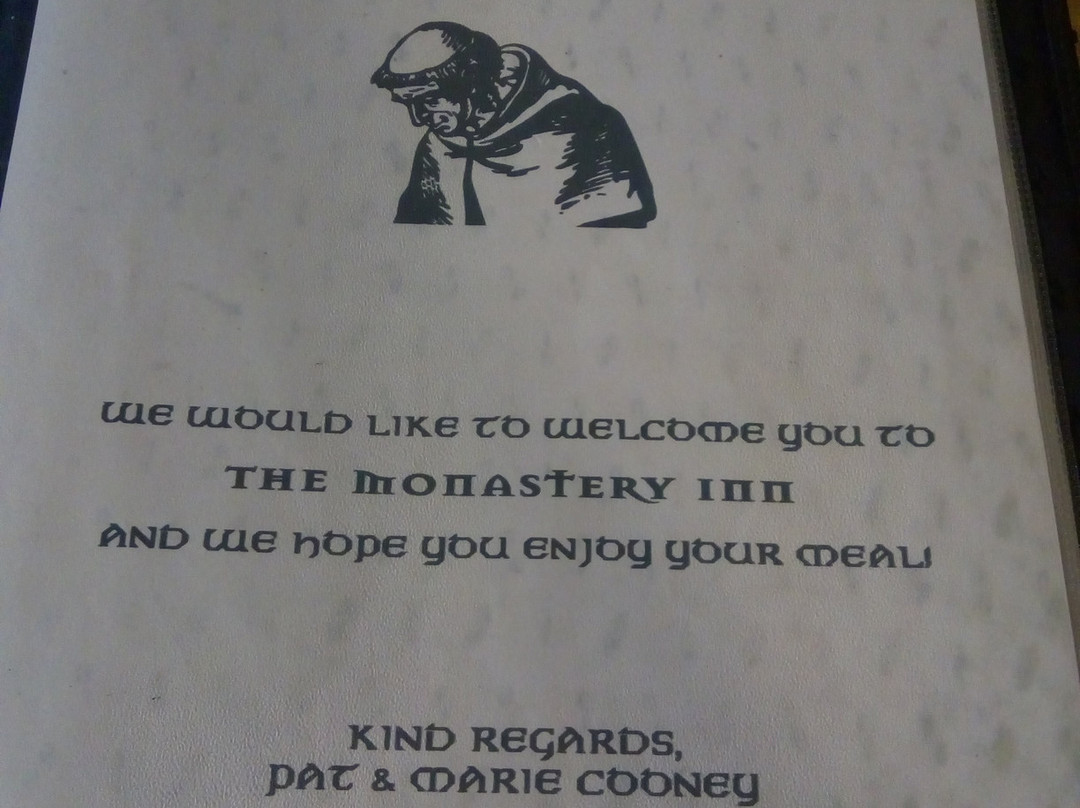 WE WOULD LIKE TO WELCOME YOU TO
THE MONASTERY INN
AND WE HOPE YOU ENJOY YOUR MEAL!
KIND REGARDS,
PAT & MARIE COONEY